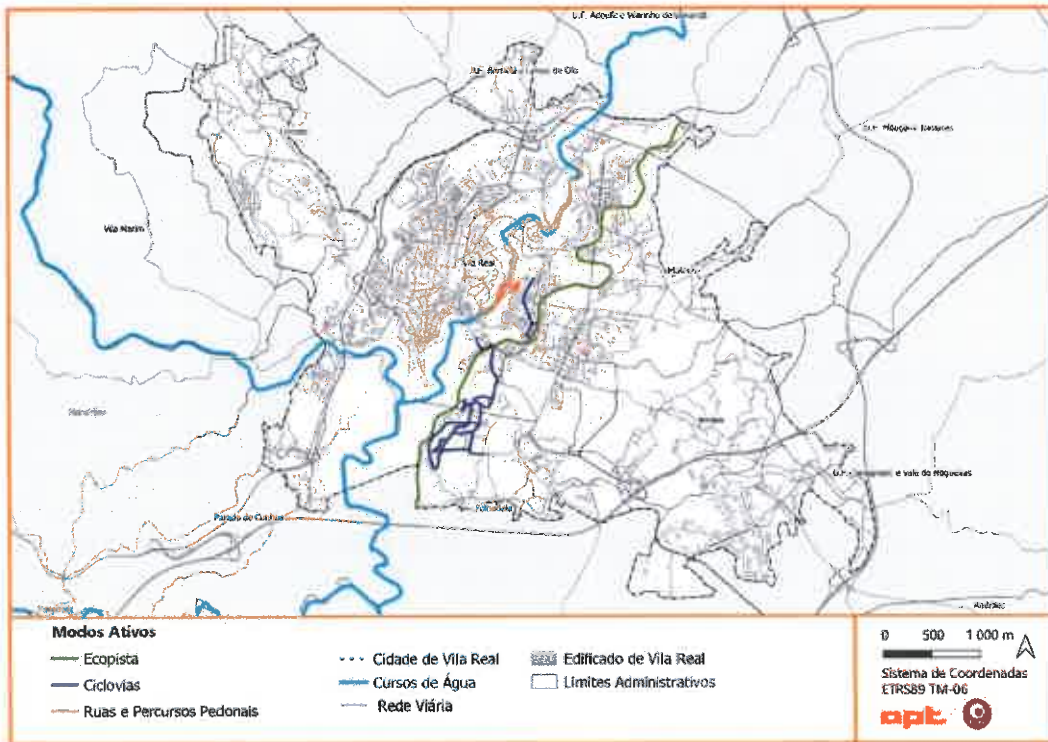 Vila Marim
Vila Real
Mateus
Parada de Cunhos
Folhadela
Andrães
Modos Ativos
Ecopista
Ciclovias
Ruas e Percursos Pedonais
Cidade de Vila Real
Cursos de Água
Rede Viária
Edificado de Vila Real
Limites Administrativos
0 500 1 000 m
Sistema de Coordenadas
ETRS89 TM-06
apt